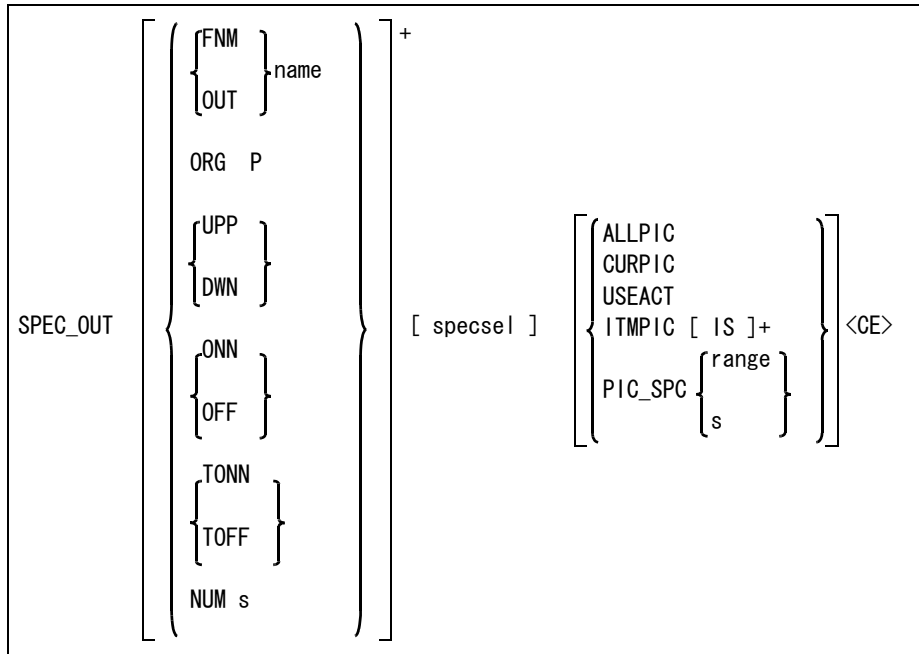 FNM
+
name
OUT
ORG P
UPP
DWN
ALLPIC
CURPIC
USEACT
SPEC_OUT [ specsel ] ITMPIC [ IS ]+ <CE>
ONN
OFF
PIC_SPC range
s
TONN
TOFF
NUM s